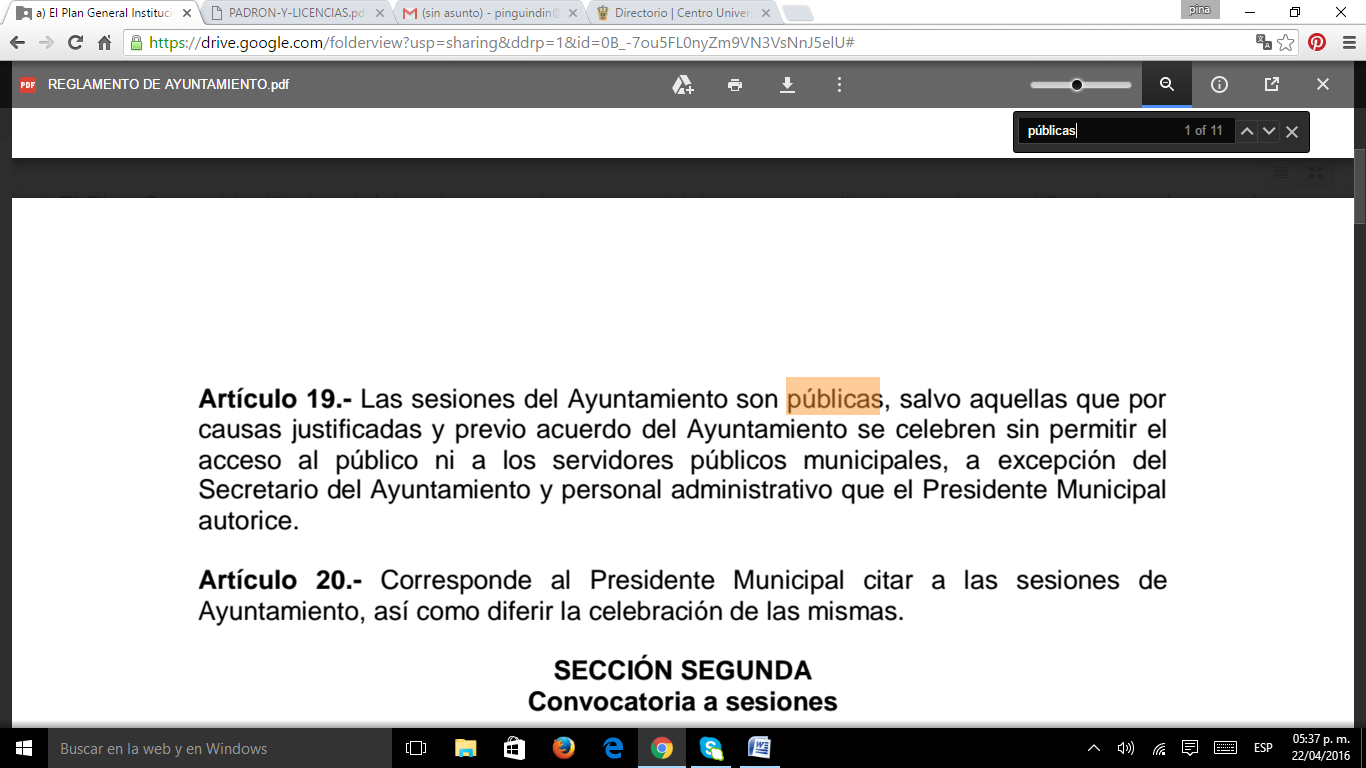 pina
a) El Plan General Instituci
PADRON-Y-LICENCIAS.pd
(sin asunto) - pinguindin@
Directorio | Centro Univers
https://drive.google.com/folderview?usp=sharing&ddrp=1&id=0B_-7ou5FL0nyZm9VN3VsNnJ5elU#
PDF REGLAMENTO DE AYUNTAMIENTO.pdf
públicas 1 of 11
Artículo 19.- Las sesiones del Ayuntamiento son públicas, salvo aquellas que por
causas justificadas y previo acuerdo del Ayuntamiento se celebren sin permitir el
acceso al público ni a los servidores públicos municipales, a excepción del
Secretario del Ayuntamiento y personal administrativo que el Presidente Municipal
autorice.
Artículo 20.- Corresponde al Presidente Municipal citar a las sesiones de
Ayuntamiento, así como diferir la celebración de las mismas.
SECCIÓN SEGUNDA
Convocatoria a sesiones
Buscar en la web y en Windows
ESP
05:37 p. m.
22/04/2016